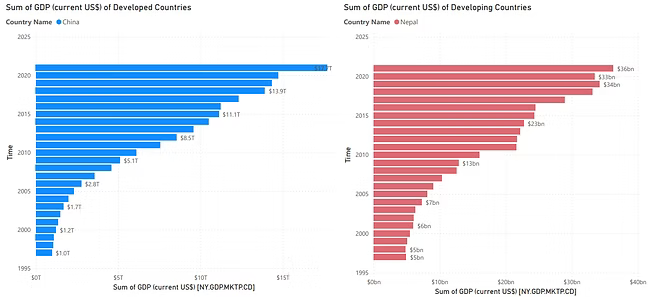 Sum of GDP (current US$) of Developed Countries
Country Name China
2025
2020
2015
2010
2005
2000
1995
Time
$13.9T
$11.1T
$8.5T
$5.1T
$2.8T
$1.7T
$1.2T
$1.0T
$0T $5T $10T $15T
Sum of GDP (current US$) [NY.GDP.MKTP.CD]
Sum of GDP (current US$) of Developing Countries
Country Name Nepal
2025
2020
2015
2010
2005
2000
1995
Time
$36bn
$33bn
$34bn
$23bn
$13bn
$7bn
$6bn
$5bn
$5bn
$0bn $10bn $20bn $30bn $40bn
Sum of GDP (current US$) [NY.GDP.MKTP.CD]